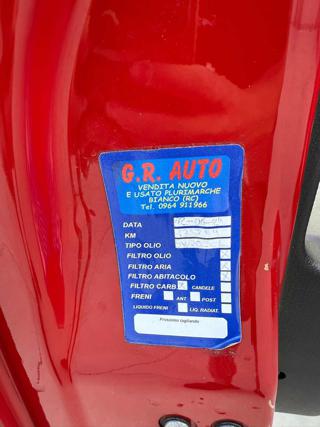 G.R. AUTO
VENDITA NUOVO
E USATO PLURIMARCHE
BIANCO (RC)
Tel. 0964 911966
DATA
KM
TIPO OLIO
FILTRO OLIO
FILTRO ARIA
FILTRO ABITACOLO
FILTRO CARB. X CANDELE
FRENI ANT. POST.
LIQUIDO FRENI LIQ. RADIAT.
Prossimo tagliando